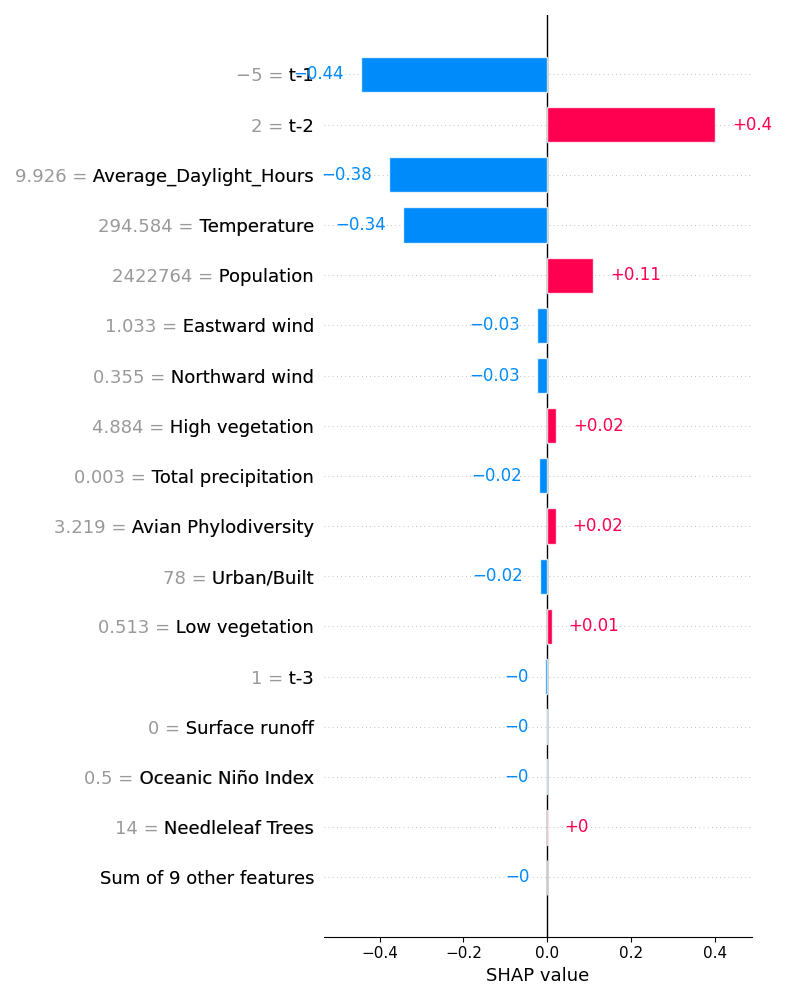 −5 = t-1 −0.44
2 = t-2 +0.4
9.926 = Average_Daylight_Hours −0.38
294.584 = Temperature −0.34
2422764 = Population +0.11
1.033 = Eastward wind −0.03
0.355 = Northward wind −0.03
4.884 = High vegetation +0.02
0.003 = Total precipitation −0.02
3.219 = Avian Phylodiversity +0.02
78 = Urban/Built −0.02
0.513 = Low vegetation +0.01
1 = t-3 −0
0 = Surface runoff −0
0.5 = Oceanic Niño Index −0
14 = Needleleaf Trees +0
Sum of 9 other features −0
−0.4 −0.2 0.0 0.2 0.4
SHAP value